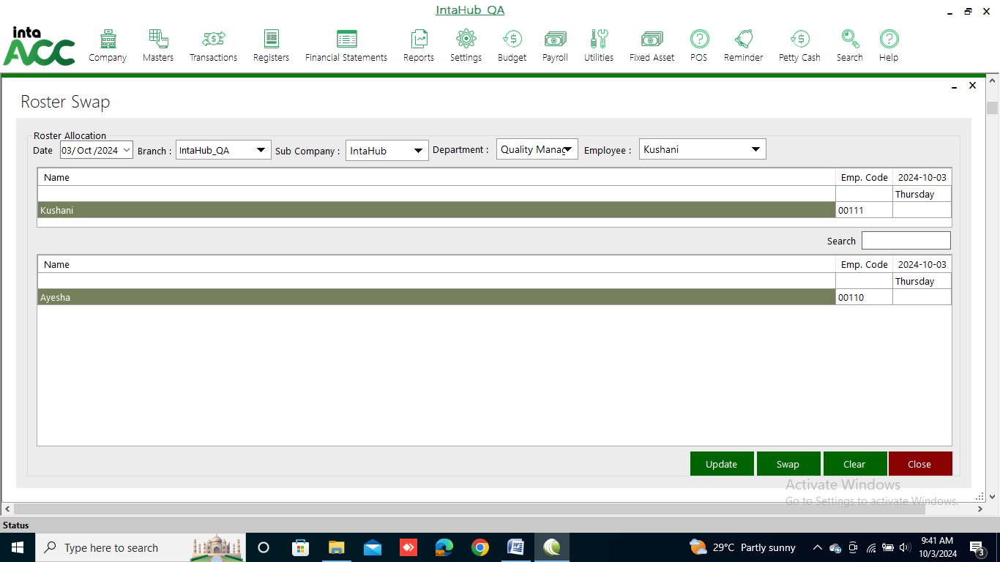 IntaHub_QA
inta
ACC
Company Masters Transactions Registers Financial Statements Reports Settings Budget Payroll Utilities Fixed Asset POS Reminder Petty Cash Search Help
Roster Swap
Roster Allocation
Date 03/ Oct /2024 Branch : IntaHub_QA Sub Company : IntaHub Department : Quality Manag Employee : Kushani
Name Emp. Code 2024-10-03
Thursday
Kushani 00111
Search
Name Emp. Code 2024-10-03
Thursday
Ayesha 00110
Update Swap Clear Close
Activate Windows
Go to Settings to activate Windows.
Status
Type here to search
29°C Partly sunny
9:41 AM
10/3/2024
3